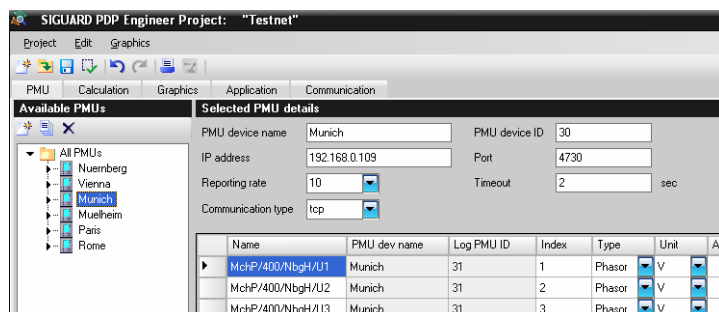 SIGUARD PDP Engineer Project: "Testnet"
Project Edit Graphics
PMU Calculation Graphics Application Communication
Available PMUs Selected PMU details
PMU device name Munich PMU device ID 30
IP address 192.168.0.109 Port 4730
Reporting rate 10 Timeout 2 sec
Communication type tcp
All PMUs
Nuernberg
Vienna
Munich
Muelheim
Paris
Rome
Name PMU dev name Log PMU ID Index Type Unit A
MchP/400/NbgH/U1 Munich 31 1 Phasor V
MchP/400/NbgH/U2 Munich 31 2 Phasor V
MchP/400/NbgH/U3 Munich 31 3 Phasor V